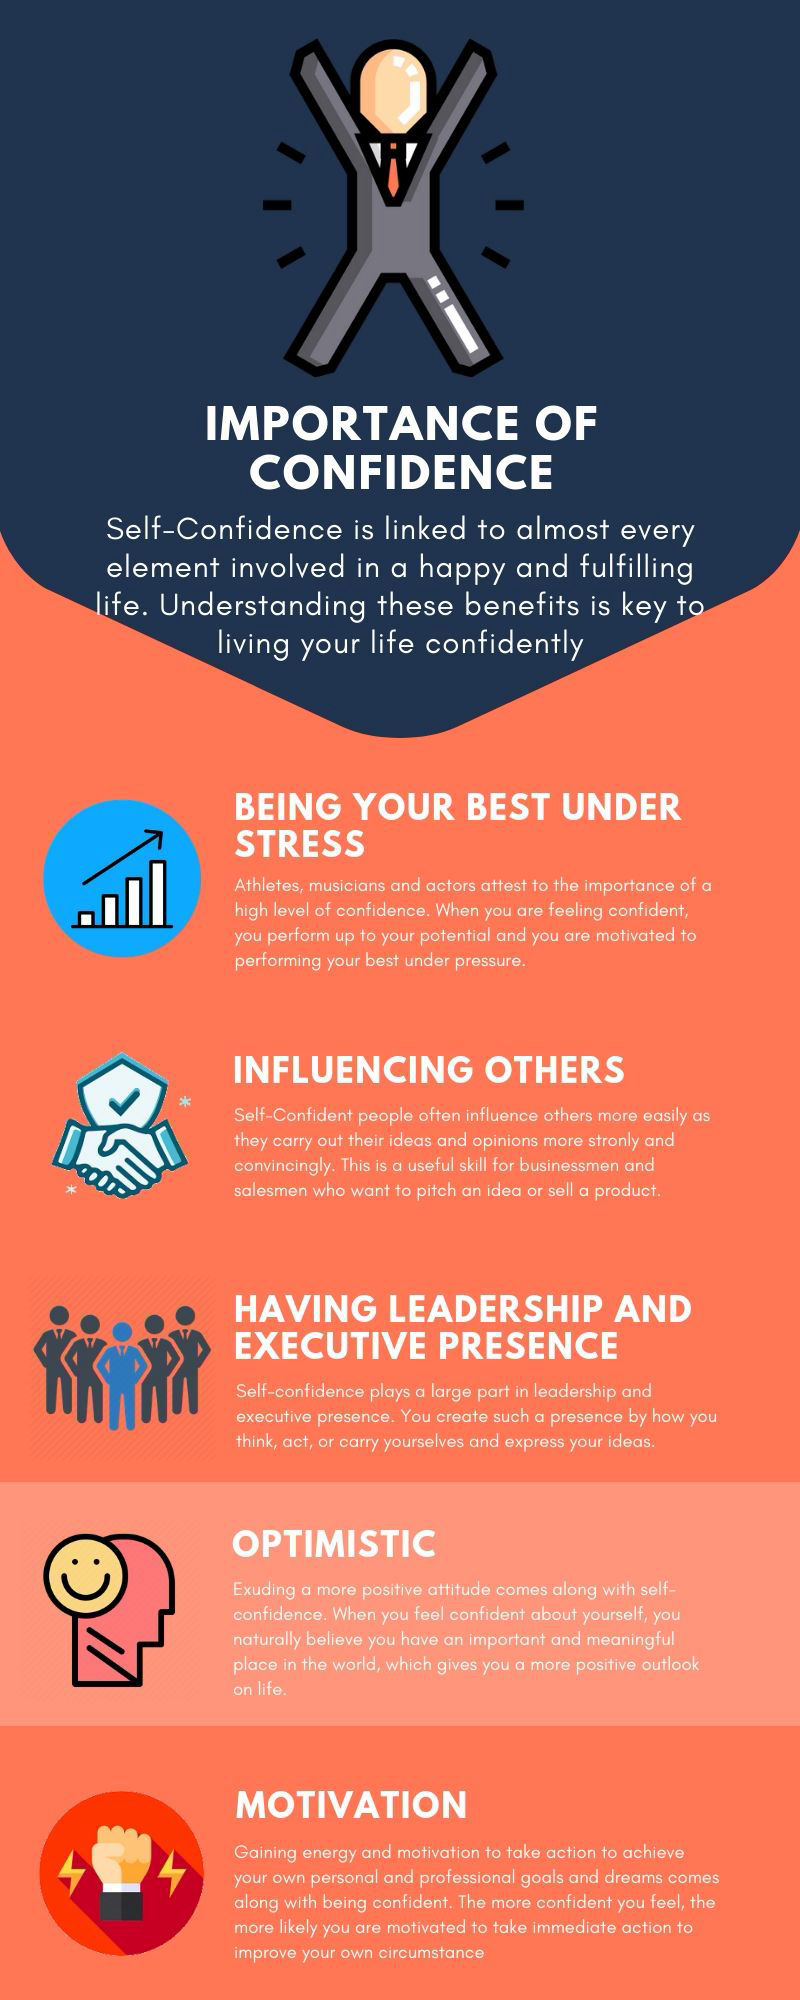 IMPORTANCE OF
CONFIDENCE
Self-Confidence is linked to almost every
element involved in a happy and fulfilling
life. Understanding these benefits is key to
living your life confidently
BEING YOUR BEST UNDER
STRESS
Athletes, musicians and actors attest to the importance of a
high level of confidence. When you are feeling confident,
you perform up to your potential and you are motivated to
performing your best under pressure.
INFLUENCING OTHERS
Self-Confident people often influence others more easily as
they carry out their ideas and opinions more stronly and
convincingly. This is a useful skill for businessmen and
salesmen who want to pitch an idea or sell a product.
HAVING LEADERSHIP AND
EXECUTIVE PRESENCE
Self-confidence plays a large part in leadership and
executive presence. You create such a presence by how you
think, act, or carry yourselves and express your ideas.
OPTIMISTIC
Exuding a more positive attitude comes along with self-
confidence. When you feel confident about yourself, you
naturally believe you have an important and meaningful
place in the world, which gives you a more positive outlook
on life.
MOTIVATION
Gaining energy and motivation to take action to achieve
your own personal and professional goals and dreams comes
along with being confident. The more confident you feel, the
more likely you are motivated to take immediate action to
improve your own circumstance